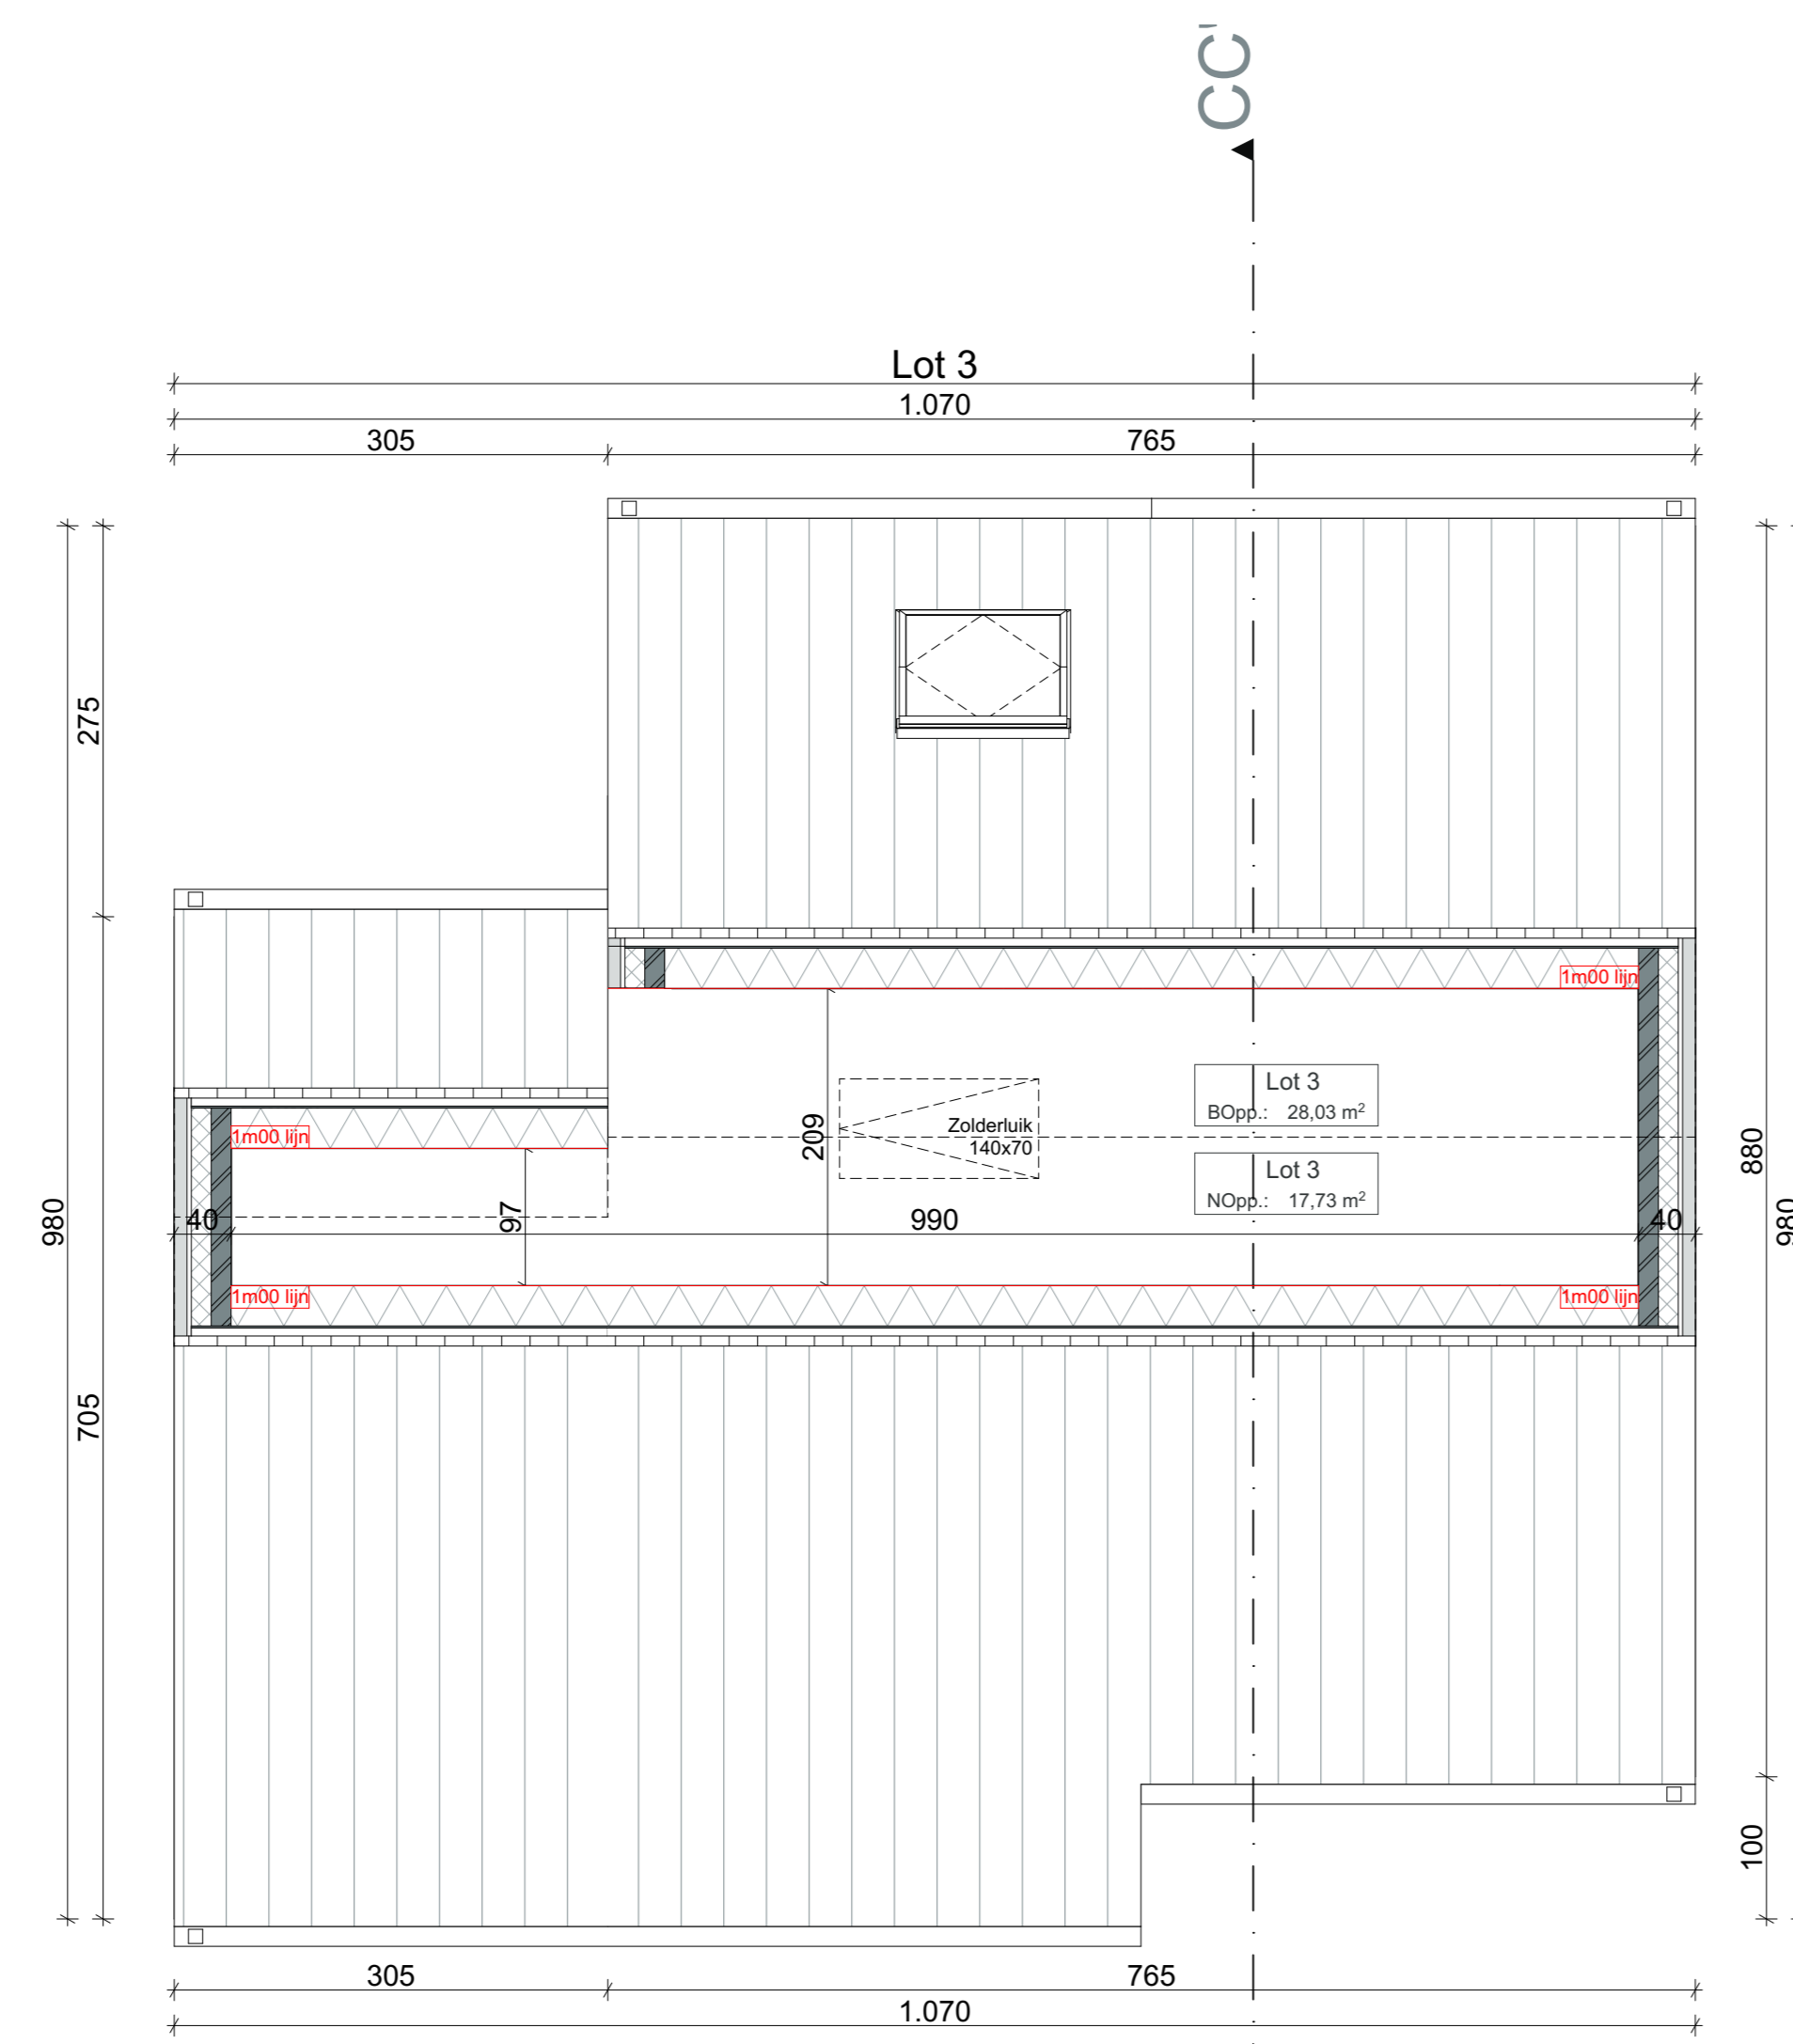 CC'
Lot 3
1.070
305
765
275
980
705
1m00 lijn
1m00 lijn
209
Zolderluik
140x70
Lot 3
BOpp.: 28,03 m²
Lot 3
NOpp.: 17,73 m²
97
40
990
40
1m00 lijn
1m00 lijn
880
980
100
305
765
1.070